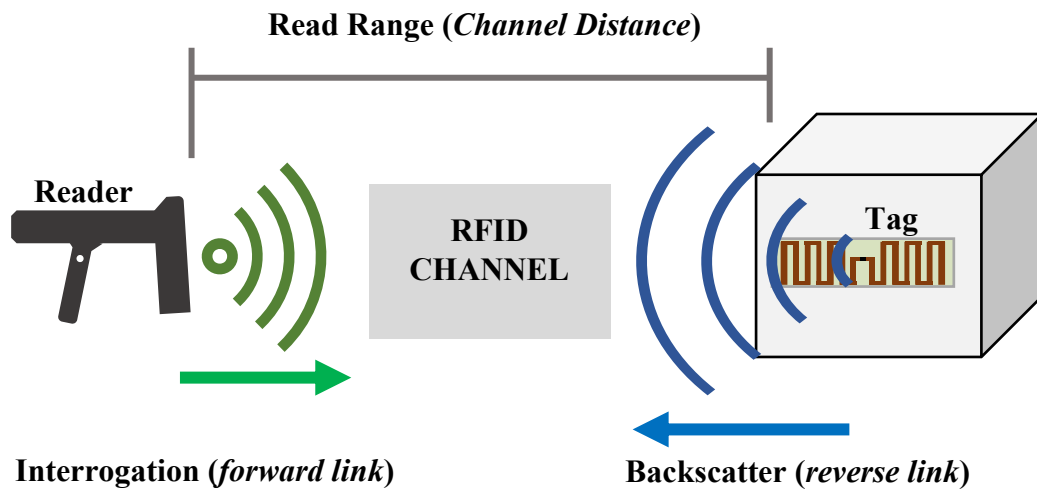 Read Range (Channel Distance)
Reader
RFID
CHANNEL
Tag
Interrogation (forward link)
Backscatter (reverse link)